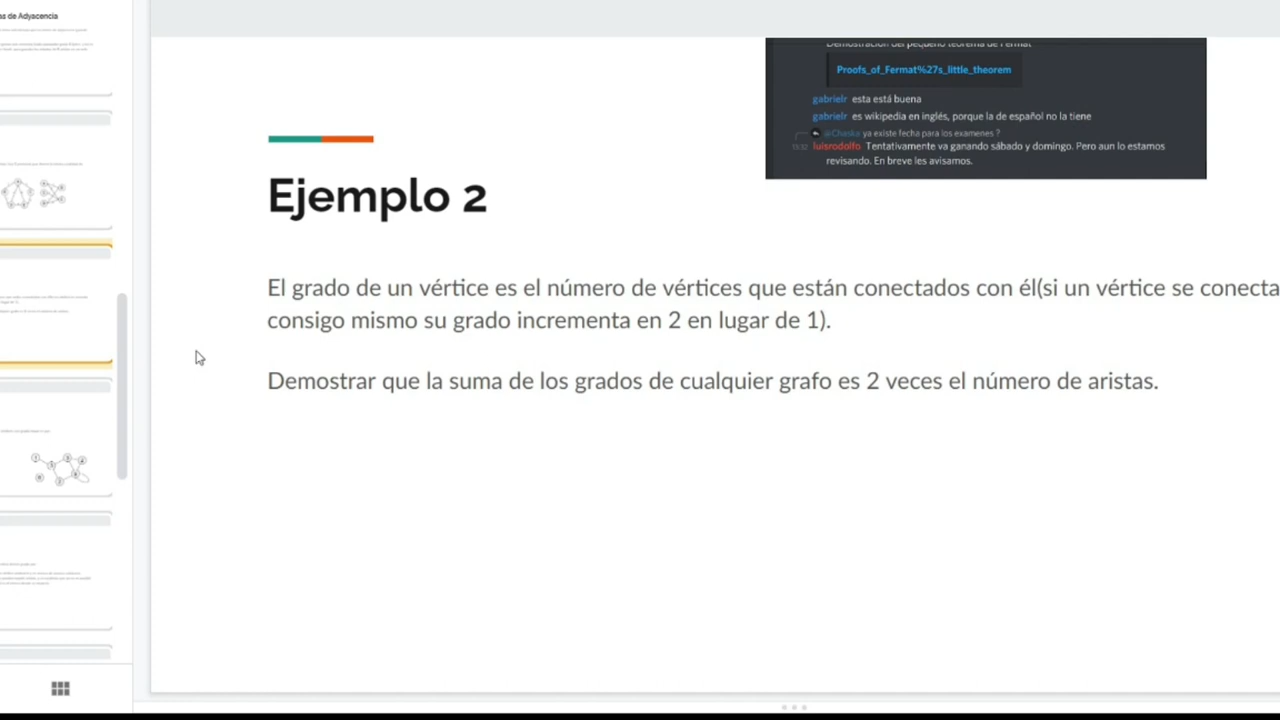 as de Adyacencia
Demostración del pequeño teorema de Fermat
Proofs_of_Fermat%27s_little_theorem
gabrielr esta está buena
gabrielr es wikipedia en inglés, porque la de español no la tiene
@Chaska ya existe fecha para los examenes ?
luisrodolfo Tentativamente va ganando sábado y domingo. Pero aun lo estamos
revisando. En breve les avisamos.
Ejemplo 2
El grado de un vértice es el número de vértices que están conectados con él(si un vértice se conecta
consigo mismo su grado incrementa en 2 en lugar de 1).
Demostrar que la suma de los grados de cualquier grafo es 2 veces el número de aristas.